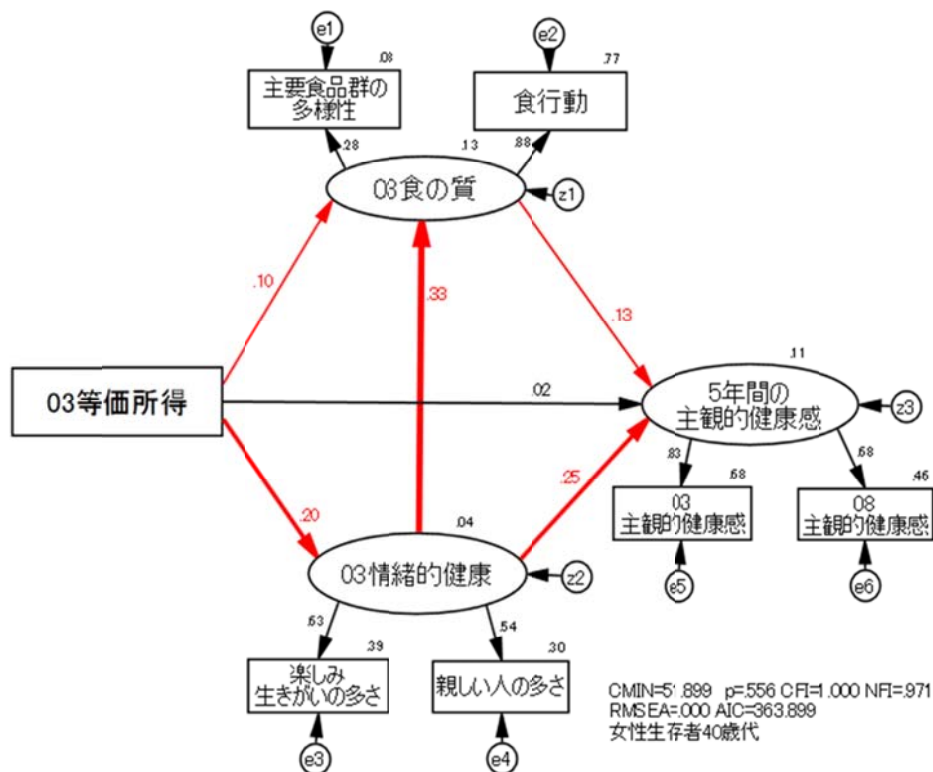 e1
e2
.08
.77
主要食品群の
多様性
食行動
.28
.13
.88
03食の質
z1
.10
.33
.13
.11
03等価所得
.02
5年間の
主観的健康感
z3
.83
.68
.68
.46
.20
.25
03
主観的健康感
08
主観的健康感
.04
03情緒的健康
z2
e5
e6
.63
.54
.39
.30
楽しみ
生きがいの多さ
親しい人の多さ
e3
e4
p=.556 CFI=1.000 NFI=.971
RMSEA=.000 AIC=363.899
女性生存者40歳代